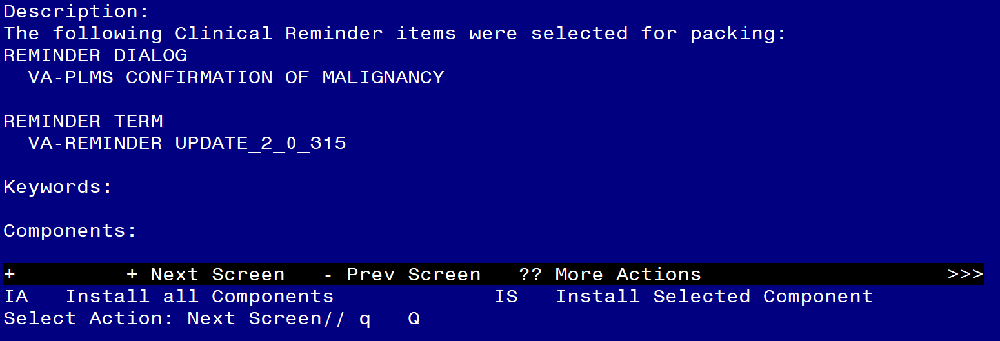 Description:
The following Clinical Reminder items were selected for packing:
REMINDER DIALOG
VA-PLMS CONFIRMATION OF MALIGNANCY
REMINDER TERM
VA-REMINDER UPDATE_2_0_315
Keywords:
Components:
+ + Next Screen - Prev Screen ?? More Actions >>>
IA Install all Components IS Install Selected Component
Select Action: Next Screen// q Q